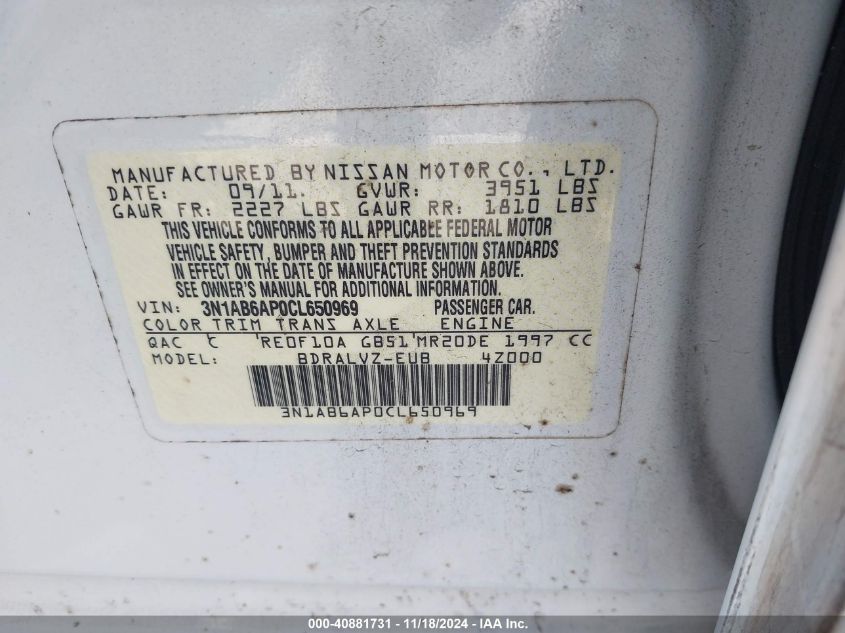 MANUFACTURED BY NISSAN MOTOR CO., LTD.
DATE: 09/11. GVWR: 3951 LBS
GAWR FR: 2227 LBS GAWR RR: 1810 LBS
THIS VEHICLE CONFORMS TO ALL APPLICABLE FEDERAL MOTOR
VEHICLE SAFETY, BUMPER AND THEFT PREVENTION STANDARDS
IN EFFECT ON THE DATE OF MANUFACTURE SHOWN ABOVE.
SEE OWNER'S MANUAL FOR ADDITIONAL INFORMATION.
VIN: 3N1AB6AP0CL650969 PASSENGER CAR.
COLOR TRIM TRANS AXLE ENGINE
QAC C RE0F10A GB51 MR20DE 1997 CC
MODEL: BDRALVZ-EUB 4Z000
3N1AB6AP0CL650969
000-40881731 - 11/18/2024 - IAA Inc.